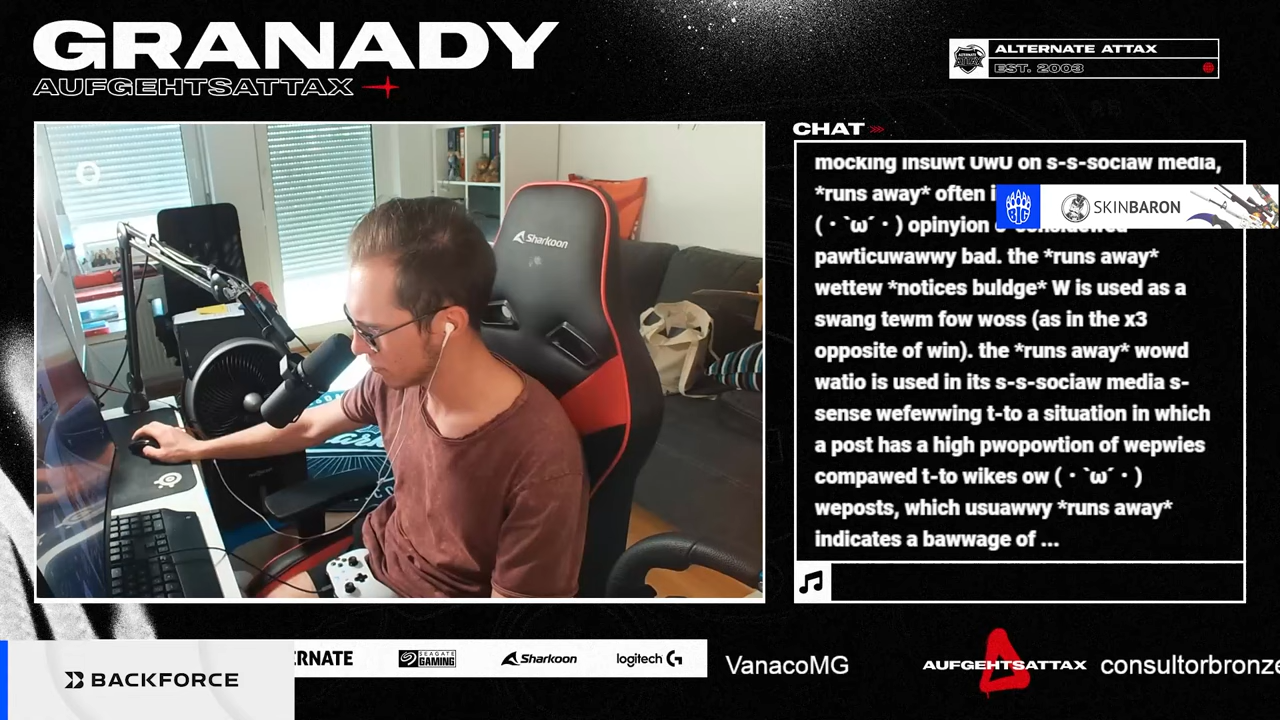 GRANADY
AUFGEHTSATTAX
ALTERNATE ATTAX
EST. 2003
CHAT
mocking insuwt UwU on s-s-sociaw media,
*runs away* often
SKINBARON
(・`ω´・) opinyion
pawticuwawwy bad. the *runs away*
wettew *notices buldge* W is used as a
swang tewm fow woss (as in the x3
opposite of win). the *runs away* wowd
watio is used in its s-s-sociaw media s-
sense wefewwing t-to a situation in which
a post has a high pwopowtion of wepwies
compawed t-to wikes ow (・`ω´・)
weposts, which usuawwy *runs away*
indicates a bawwage of ...
Sharkoon
BACKFORCE
ERNATE
SEAGATE
GAMING
Sharkoon
logitech G
VanacoMG
AUFGEHTSATTAX
consultorbronze